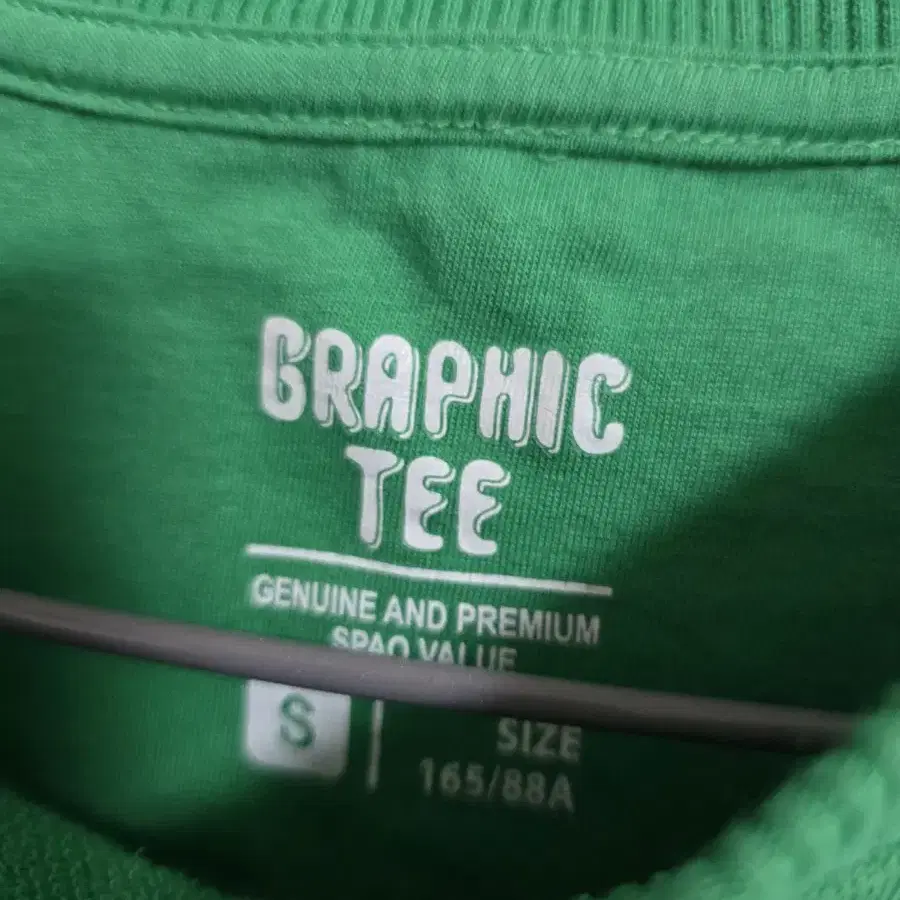 GRAPHIC
TEE
GENUINE AND PREMIUM
SPAO VALUE
S
SIZE
165/88A